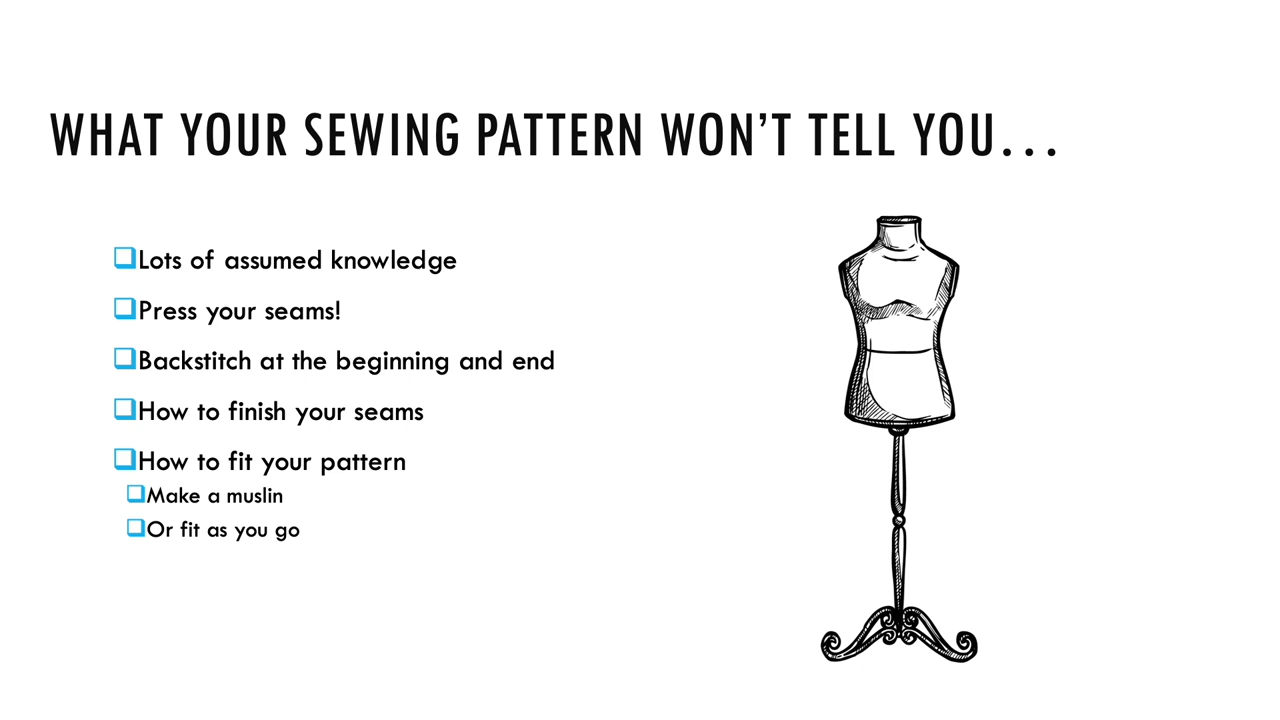 WHAT YOUR SEWING PATTERN WON’T TELL YOU…
Lots of assumed knowledge
Press your seams!
Backstitch at the beginning and end
How to finish your seams
How to fit your pattern
Make a muslin
Or fit as you go